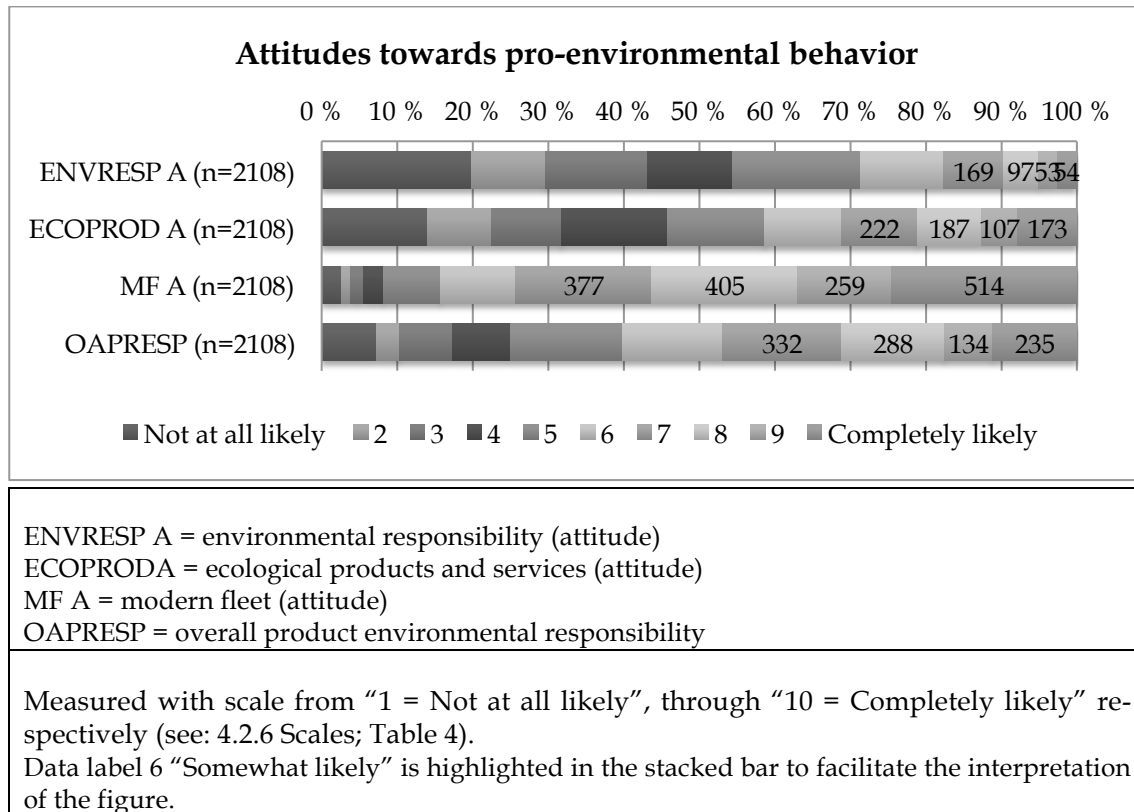 Attitudes towards pro-environmental behavior
0 % 10 % 20 % 30 % 40 % 50 % 60 % 70 % 80 % 90 % 100 %
ENVRESP A (n=2108) 169 97 53 54
ECOPROD A (n=2108) 222 187 107 173
MF A (n=2108) 377 405 259 514
OAPRESP (n=2108) 332 288 134 235
Not at all likely 2 3 4 5 6 7 8 9 Completely likely
ENVRESP A = environmental responsibility (attitude)
ECOPRODA = ecological products and services (attitude)
MF A = modern fleet (attitude)
OAPRESP = overall product environmental responsibility
Measured with scale from “1 = Not at all likely”, through “10 = Completely likely” re-
spectively (see: 4.2.6 Scales; Table 4).
Data label 6 “Somewhat likely” is highlighted in the stacked bar to facilitate the interpretation
of the figure.